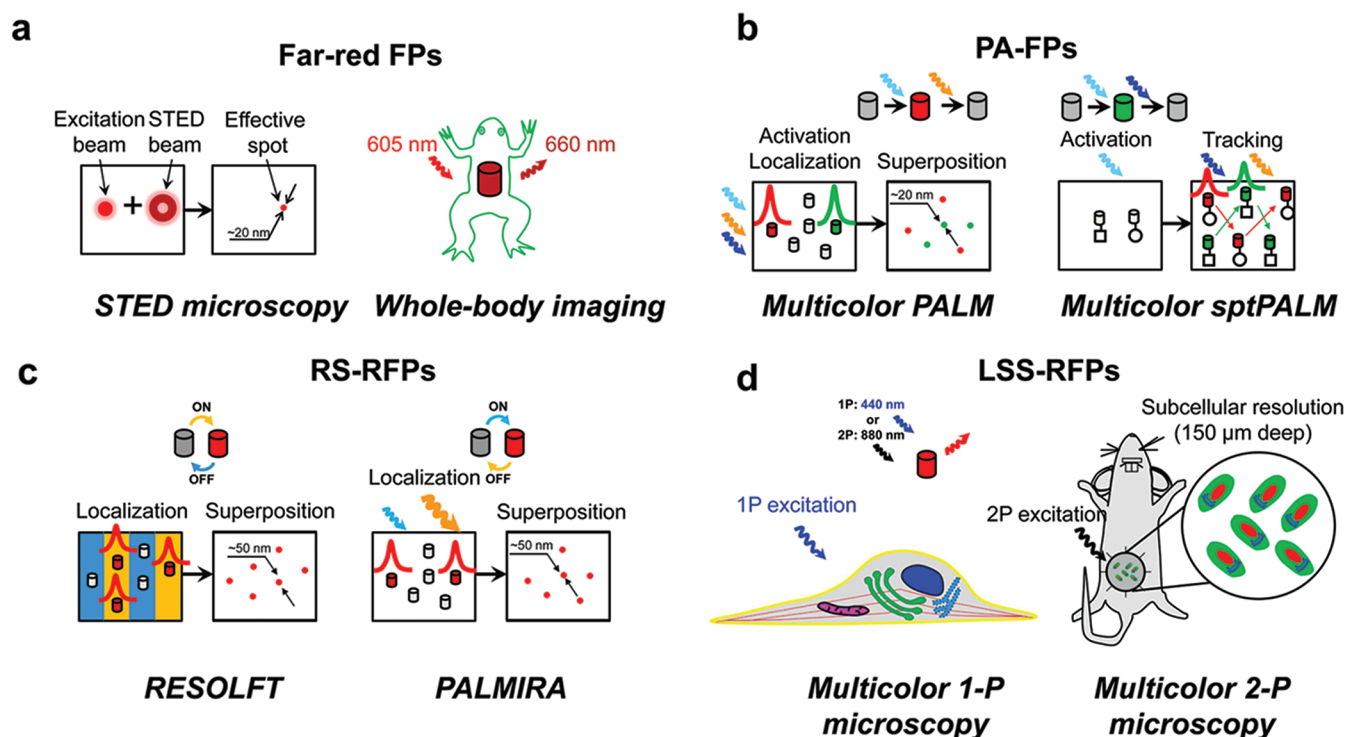 a
Far-red FPs
Excitation beam
STED beam
Effective spot
+
~20 nm
605 nm
660 nm
STED microscopy
Whole-body imaging
b
PA-FPs
Activation
Localization
Superposition
~20 nm
Activation
Tracking
Multicolor PALM
Multicolor sptPALM
c
RS-RFPs
ON
OFF
Localization
Superposition
~50 nm
ON
OFF
Localization
Superposition
~50 nm
RESOLFT
PALMIRA
d
LSS-RFPs
1P: 440 nm
or
2P: 880 nm
1P excitation
Subcellular resolution
(150 μm deep)
2P excitation
Multicolor 1-P
microscopy
Multicolor 2-P
microscopy